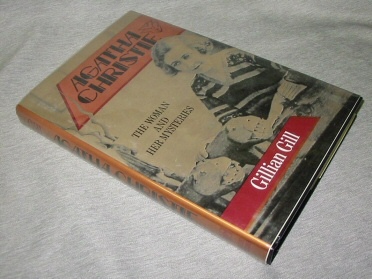 AGATHA
CHRISTIE
THE WOMAN
AND
HER MYSTERIES
Gillian Gill